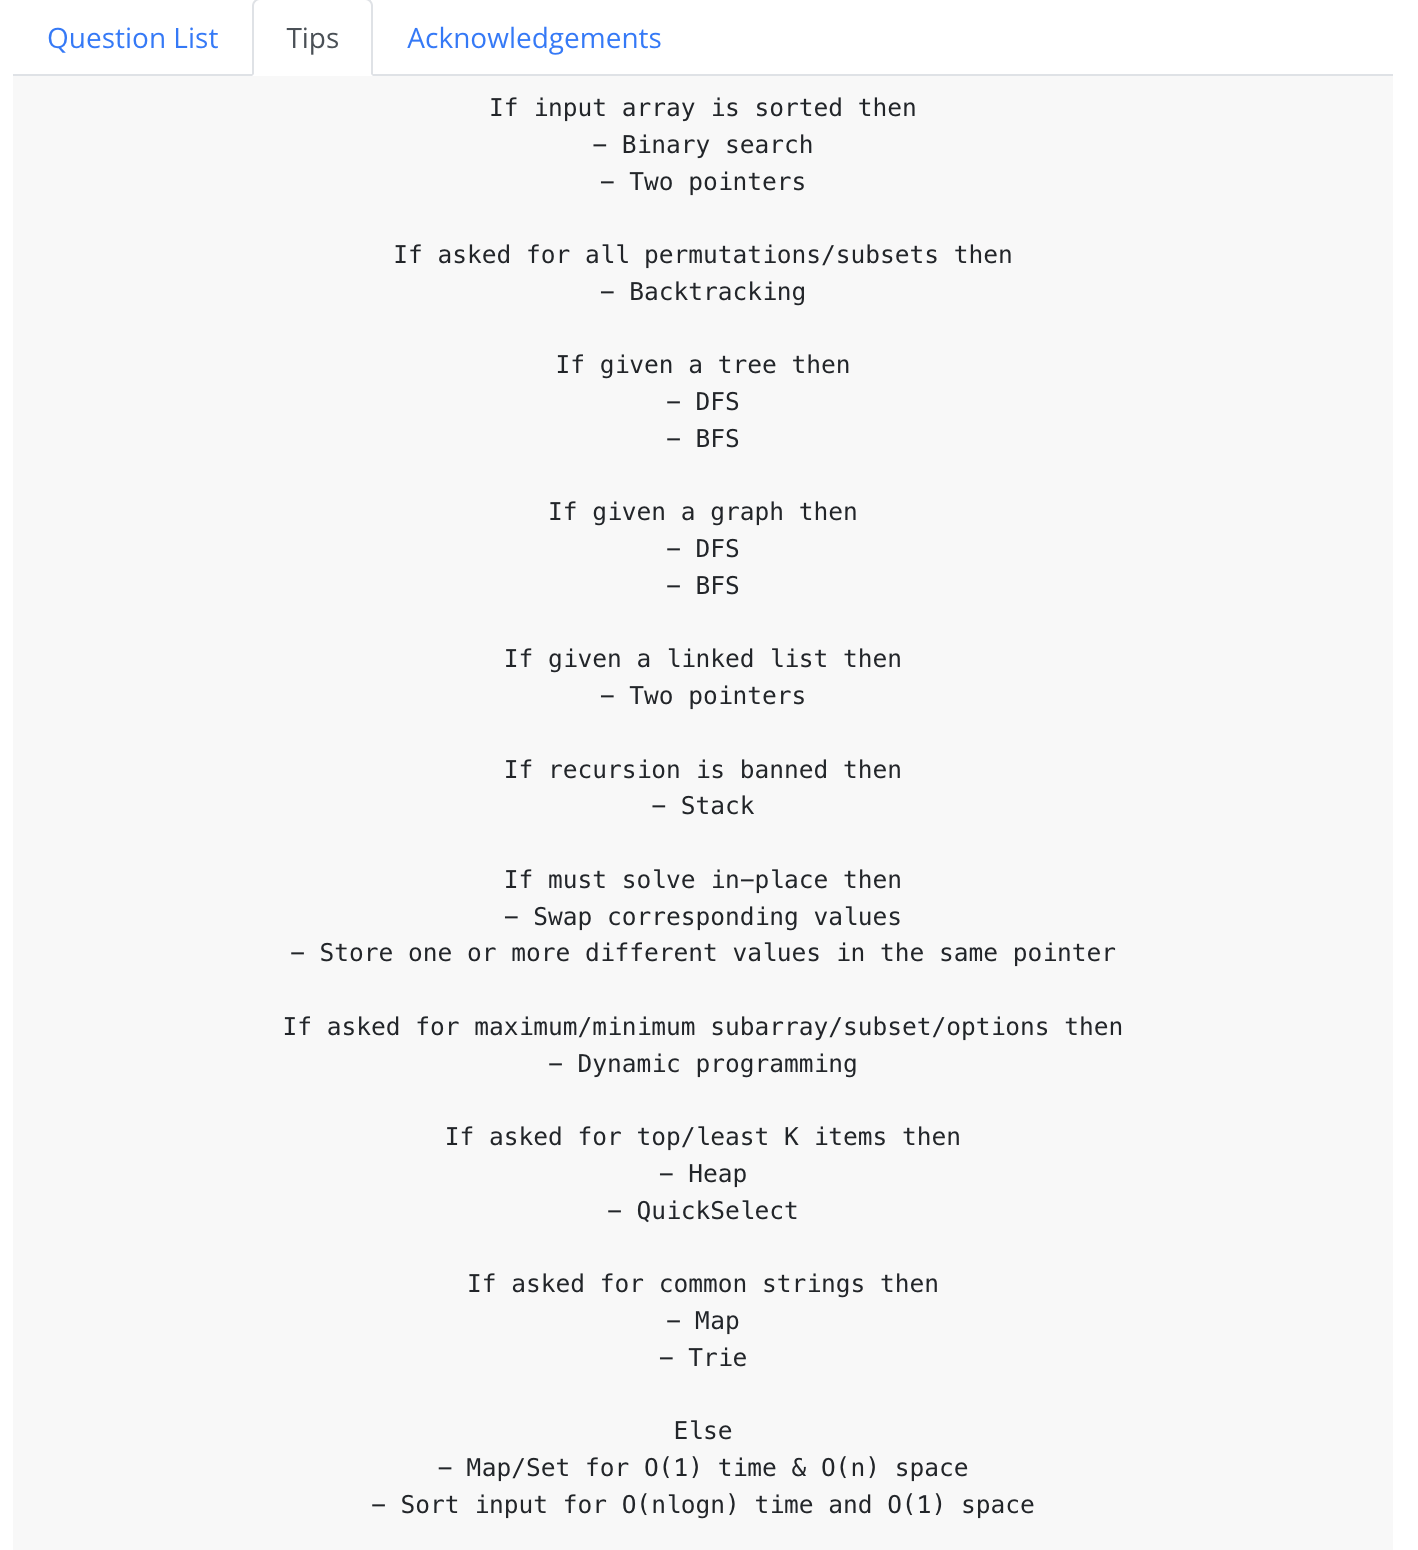 Question List
Tips
Acknowledgements
If input array is sorted then
- Binary search
- Two pointers
If asked for all permutations/subsets then
- Backtracking
If given a tree then
- DFS
- BFS
If given a graph then
- DFS
- BFS
If given a linked list then
- Two pointers
If recursion is banned then
- Stack
If must solve in-place then
- Swap corresponding values
- Store one or more different values in the same pointer
If asked for maximum/minimum subarray/subset/options then
- Dynamic programming
If asked for top/least K items then
- Heap
- QuickSelect
If asked for common strings then
- Map
- Trie
Else
- Map/Set for O(1) time & O(n) space
- Sort input for O(nlogn) time and O(1) space